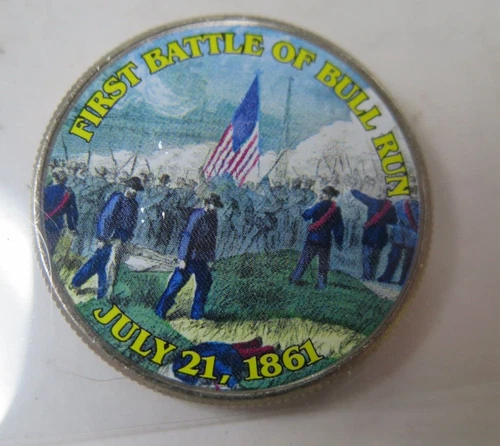 FIRST BATTLE OF BULL RUN
JULY 21, 1861